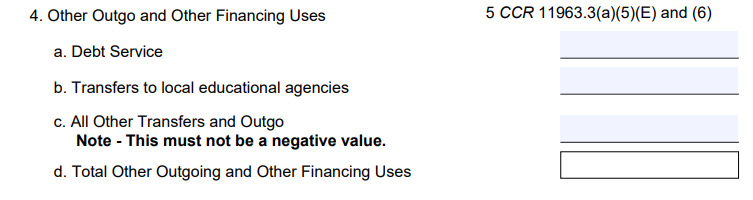 4. Other Outgo and Other Financing Uses 5 CCR 11963.3(a)(5)(E) and (6)
a. Debt Service
b. Transfers to local educational agencies
c. All Other Transfers and Outgo
Note - This must not be a negative value.
d. Total Other Outgoing and Other Financing Uses